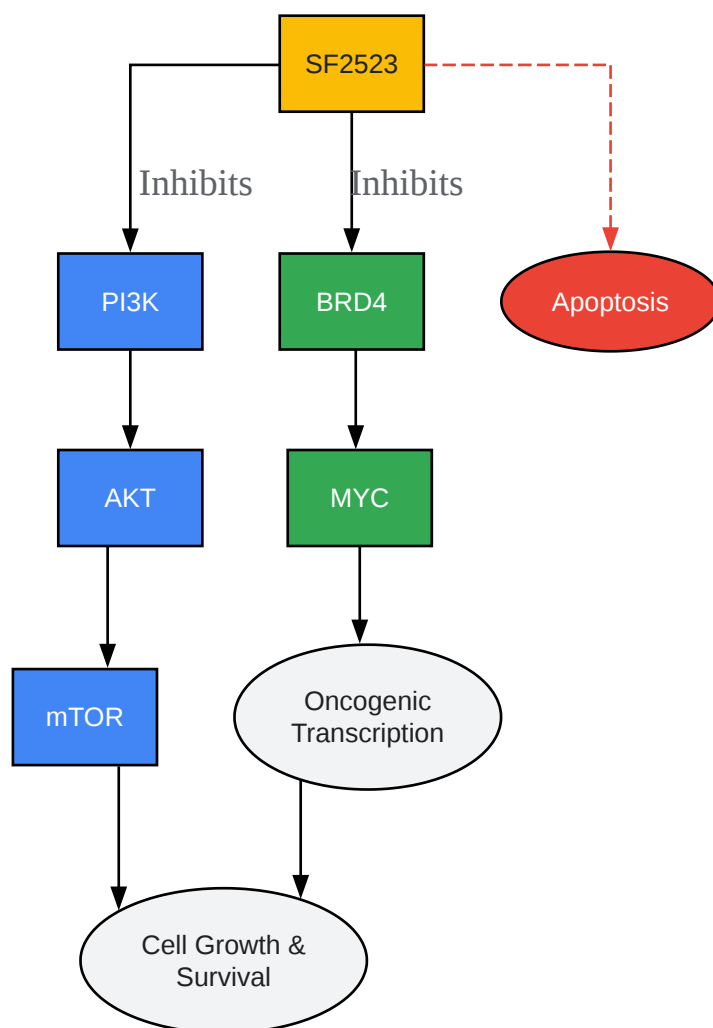 SF2523
Inhibits
Inhibits
PI3K
BRD4
Apoptosis
AKT
MYC
mTOR
Oncogenic
Transcription
Cell Growth &
Survival